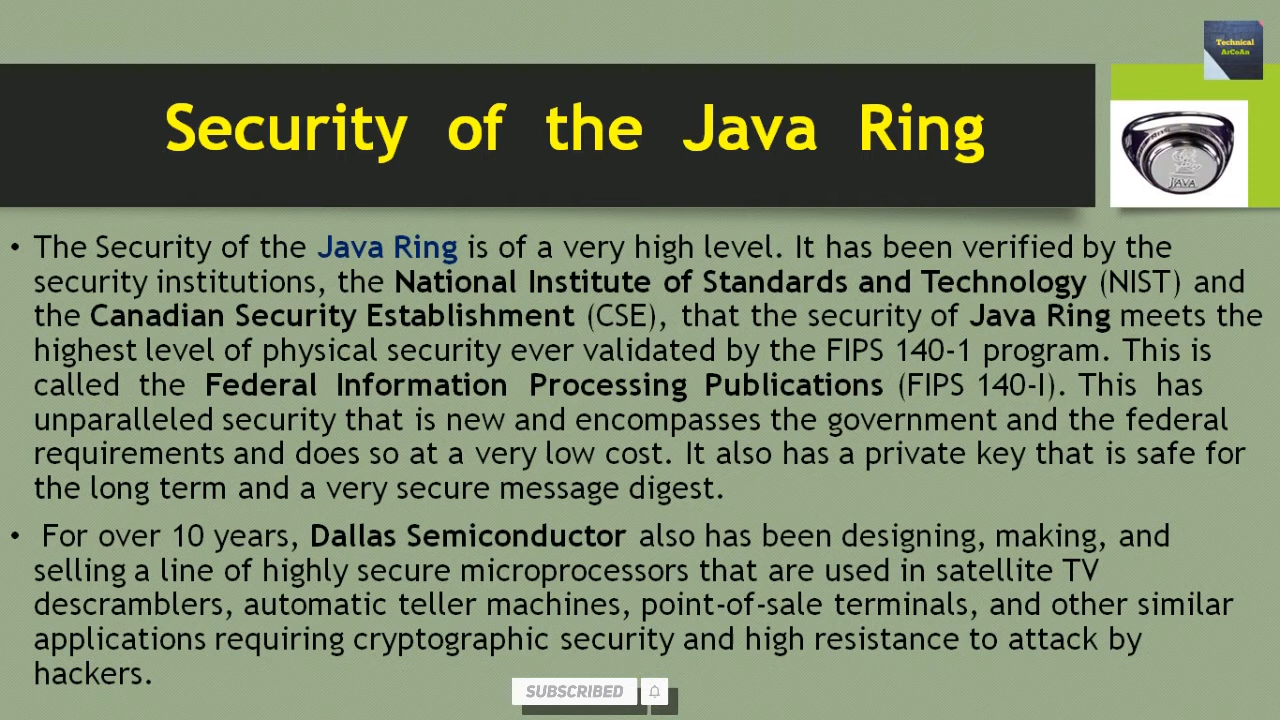 Technical
ArCoAn
Security of the Java Ring
JAVA
• The Security of the Java Ring is of a very high level. It has been verified by the
security institutions, the National Institute of Standards and Technology (NIST) and
the Canadian Security Establishment (CSE), that the security of Java Ring meets the
highest level of physical security ever validated by the FIPS 140-1 program. This is
called the Federal Information Processing Publications (FIPS 140-I). This has
unparalleled security that is new and encompasses the government and the federal
requirements and does so at a very low cost. It also has a private key that is safe for
the long term and a very secure message digest.
• For over 10 years, Dallas Semiconductor also has been designing, making, and
selling a line of highly secure microprocessors that are used in satellite TV
descramblers, automatic teller machines, point-of-sale terminals, and other similar
applications requiring cryptographic security and high resistance to attack by
hackers.
SUBSCRIBED